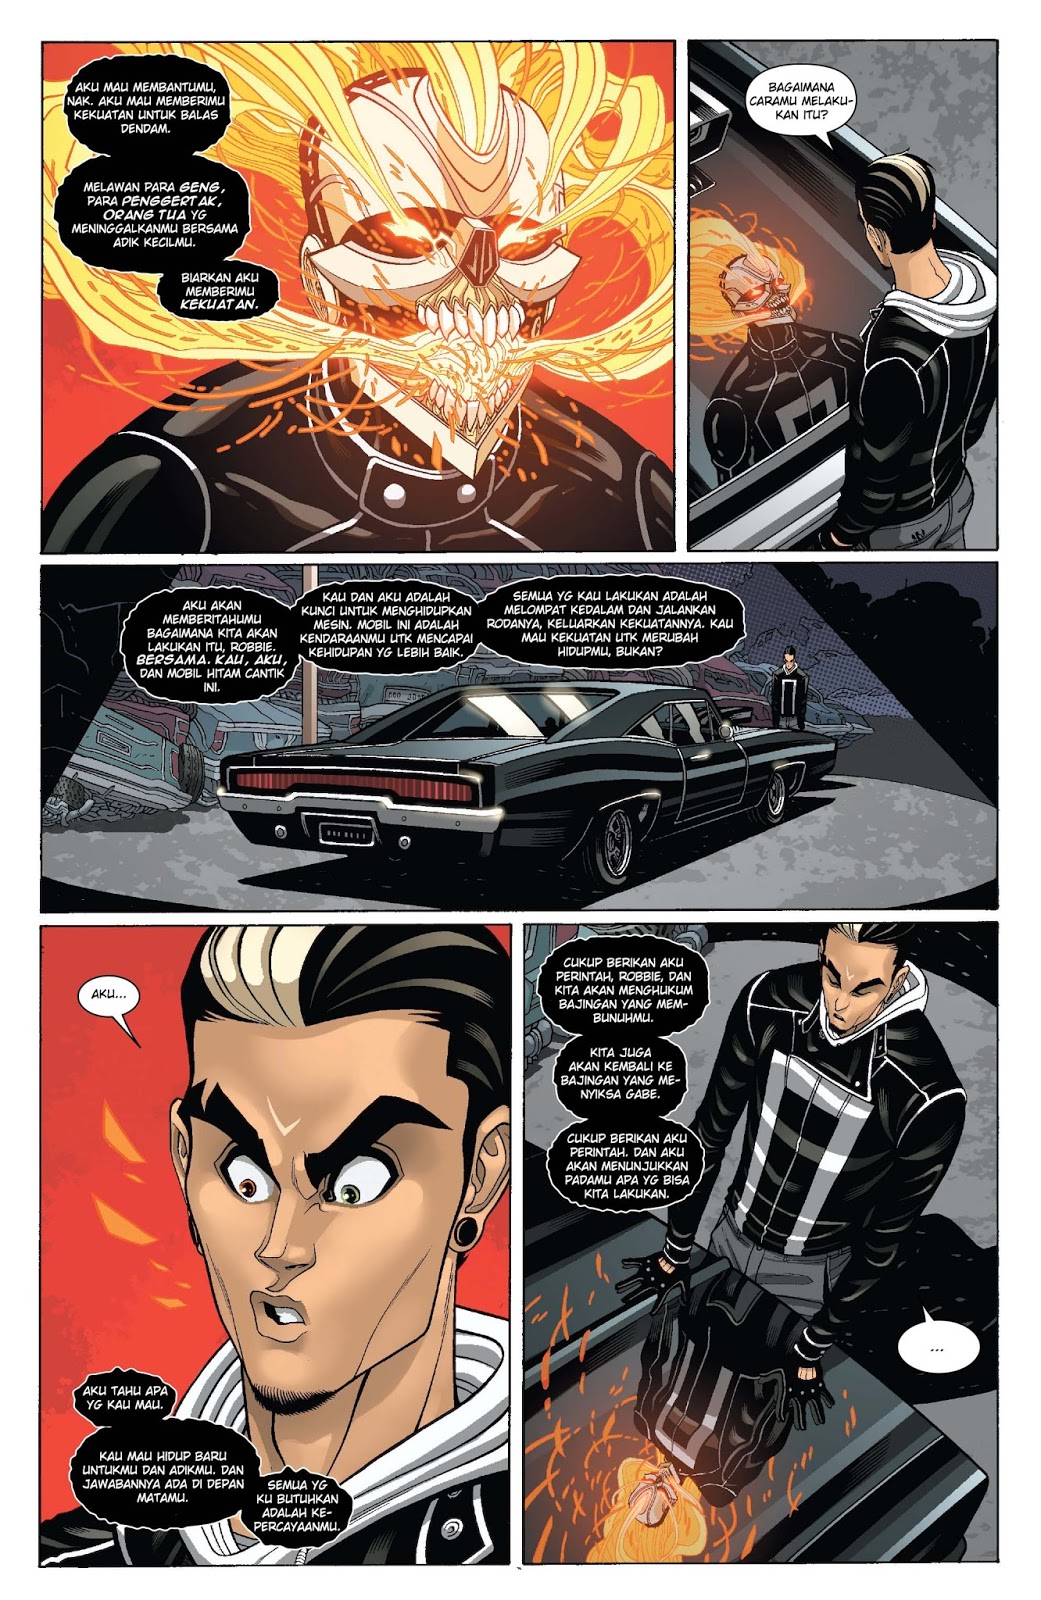 AKU MAU MEMBANTUMU,
NAK. AKU MAU MEMBERIMU
KEKUATAN UNTUK BALAS
DENDAM.
MELAWAN PARA GENG,
PARA PENGGERTAK,
ORANG TUA YG
MENINGGALKANMU BERSAMA
ADIK KECILMU.
BIARKAN AKU
MEMBERIMU
KEKUATAN.
BAGAIMANA
CARAMU MELAKU-
KAN ITU?
AKU AKAN
MEMBERITAHUMU
BAGAIMANA KITA AKAN
LAKUKAN ITU, ROBBIE.
BERSAMA. KAU, AKU,
DAN MOBIL HITAM CANTIK
INI.
KAU DAN AKU ADALAH
KUNCI UNTUK MENGHIDUPKAN
MESIN. MOBIL INI ADALAH
KENDARAANMU UTK MENCAPAI
KEHIDUPAN YG LEBIH BAIK.
SEMUA YG KAU LAKUKAN ADALAH
MELOMPAT KEDALAM DAN JALANKAN
RODANYA, KELUARKAN KEKUATANNYA. KAU
MAU KEKUATAN UTK MERUBAH
HIDUPMU, BUKAN?
AKU...
AKU TAHU APA
YG KAU MAU.
KAU MAU HIDUP BARU
UNTUKMU DAN ADIKMU. DAN
JAWABANNYA ADA DI DEPAN
MATAMU.
SEMUA YG
KU BUTUHKAN
ADALAH KE-
PERCAYAANMU.
CUKUP BERIKAN AKU
PERINTAH, ROBBIE, DAN
KITA AKAN MENGHUKUM
BAJINGAN YANG MEM-
BUNUHMU.
KITA JUGA
AKAN KEMBALI KE
BAJINGAN YANG ME-
NYIKSA GABE.
CUKUP BERIKAN AKU
PERINTAH. DAN AKU
AKAN MENUNJUKKAN
PADAMU APA YG BISA
KITA LAKUKAN.
...